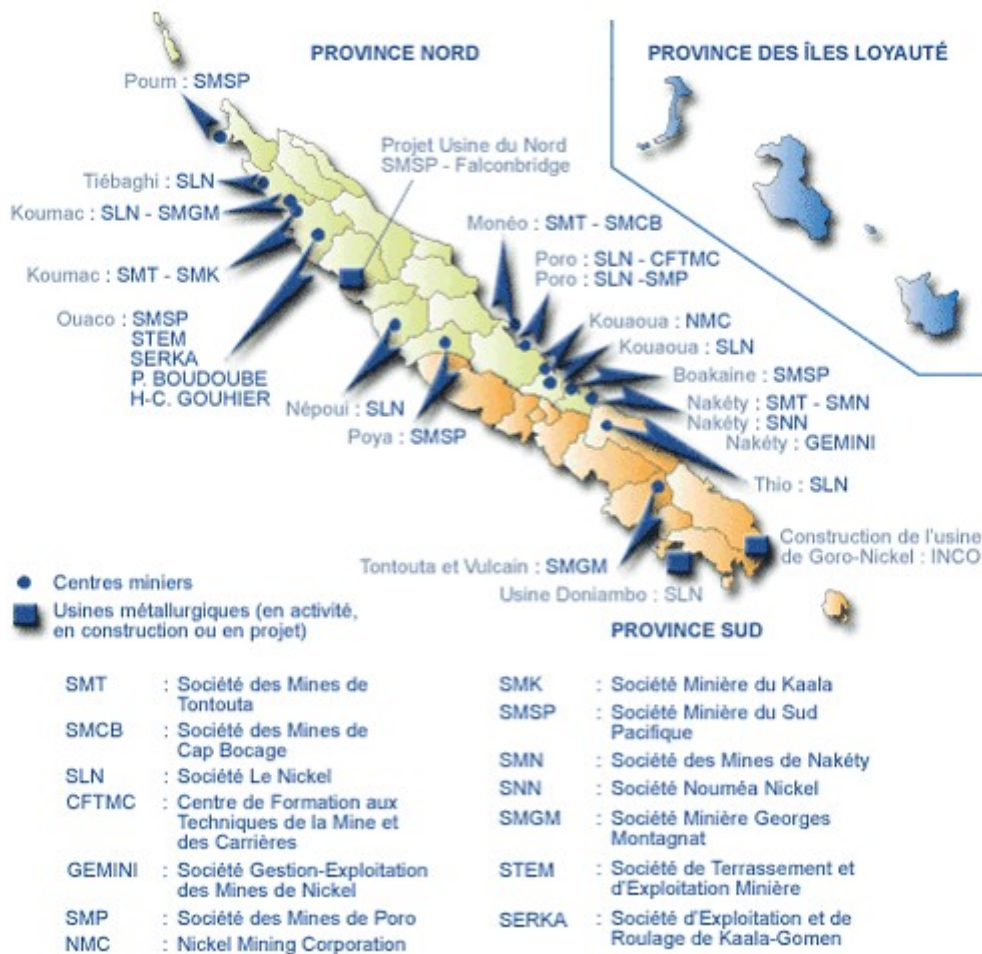 PROVINCE NORD
PROVINCE DES ÎLES LOYAUTÉ
Poum : SMSP
Projet Usine du Nord
SMSP - Falconbridge
Tiébaghi : SLN
Koumac : SLN - SMGM
Monéo : SMT - SMCB
Poro : SLN - CFTMC
Poro : SLN -SMP
Koumac : SMT - SMK
Kouaoua : NMC
Ouaco : SMSP
STEM
SERKA
P. BOUDOUBE
H-C. GOUHIER
Kouaoua : SLN
Boakaine : SMSP
Népoui : SLN
Nakéty : SMT - SMN
Nakéty : SNN
Poya : SMSP
Nakéty : GEMINI
Thio : SLN
Construction de l'usine
de Goro-Nickel : INCO
Tontouta et Vulcain : SMGM
Usine Doniambo : SLN
Centres miniers
Usines métallurgiques (en activité,
en construction ou en projet)
PROVINCE SUD
SMT : Société des Mines de
Tontouta
SMCB : Société des Mines de
Cap Bocage
SLN : Société Le Nickel
CFTMC : Centre de Formation aux
Techniques de la Mine et
des Carrières
GEMINI : Société Gestion-Exploitation
des Mines de Nickel
SMP : Société des Mines de Poro
NMC : Nickel Mining Corporation
SMK : Société Minière du Kaala
SMSP : Société Minière du Sud
Pacifique
SMN : Société des Mines de Nakéty
SNN : Société Nouméa Nickel
SMGM : Société Minière Georges
Montagnat
STEM : Société de Terrassement et
d'Exploitation Minière
SERKA : Société d'Exploitation et de
Roulage de Kaala-Gomen